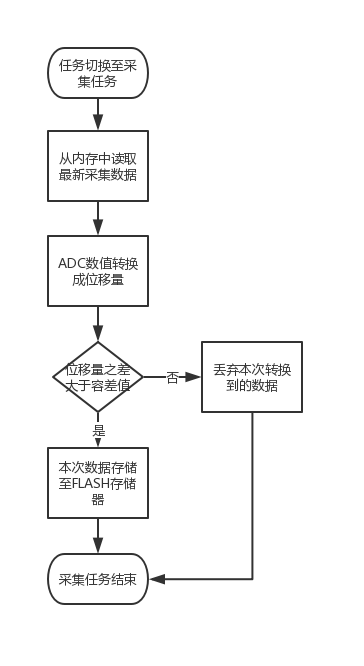 任务切换至采
集任务
从内存中读取
最新采集数据
ADC数值转换
成位移量
位移量之差
大于容差值
否
丢弃本次转换
到的数据
是
本次数据存储
至FLASH存储
器
采集任务结束